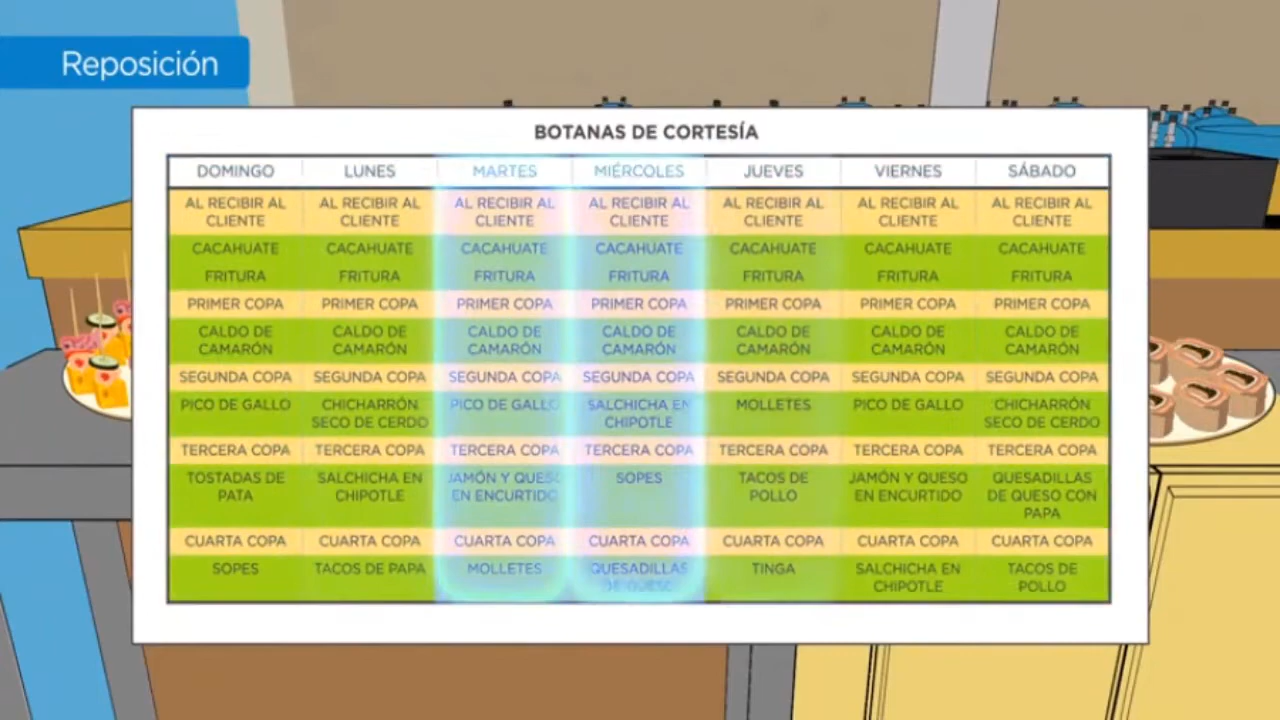 Reposición
BOTANAS DE CORTESÍA
DOMINGO LUNES MARTES MIÉRCOLES JUEVES VIERNES SÁBADO
AL RECIBIR AL AL RECIBIR AL AL RECIBIR AL AL RECIBIR AL AL RECIBIR AL AL RECIBIR AL AL RECIBIR AL
CLIENTE CLIENTE CLIENTE CLIENTE CLIENTE CLIENTE CLIENTE
CACAHUATE CACAHUATE CACAHUATE CACAHUATE CACAHUATE CACAHUATE CACAHUATE
FRITURA FRITURA FRITURA FRITURA FRITURA FRITURA FRITURA
PRIMER COPA PRIMER COPA PRIMER COPA PRIMER COPA PRIMER COPA PRIMER COPA PRIMER COPA
CALDO DE CALDO DE CALDO DE CALDO DE CALDO DE CALDO DE CALDO DE
CAMARÓN CAMARÓN CAMARÓN CAMARÓN CAMARÓN CAMARÓN CAMARÓN
SEGUNDA COPA SEGUNDA COPA SEGUNDA COPA SEGUNDA COPA SEGUNDA COPA SEGUNDA COPA SEGUNDA COPA
PICO DE GALLO CHICHARRÓN PICO DE GALLO SALCHICHA EN MOLLETES PICO DE GALLO CHICHARRÓN
SECO DE CERDO CHIPOTLE SECO DE CERDO
TERCERA COPA TERCERA COPA TERCERA COPA TERCERA COPA TERCERA COPA TERCERA COPA TERCERA COPA
TOSTADAS DE SALCHICHA EN JAMÓN Y QUESO SOPES TACOS DE JAMÓN Y QUESO QUESADILLAS
PATA CHIPOTLE EN ENCURTIDO POLLO EN ENCURTIDO DE QUESO CON
PAPA
CUARTA COPA CUARTA COPA CUARTA COPA CUARTA COPA CUARTA COPA CUARTA COPA CUARTA COPA
SOPES TACOS DE PAPA MOLLETES QUESADILLAS TINGA SALCHICHA EN TACOS DE
DE QUESO CHIPOTLE POLLO